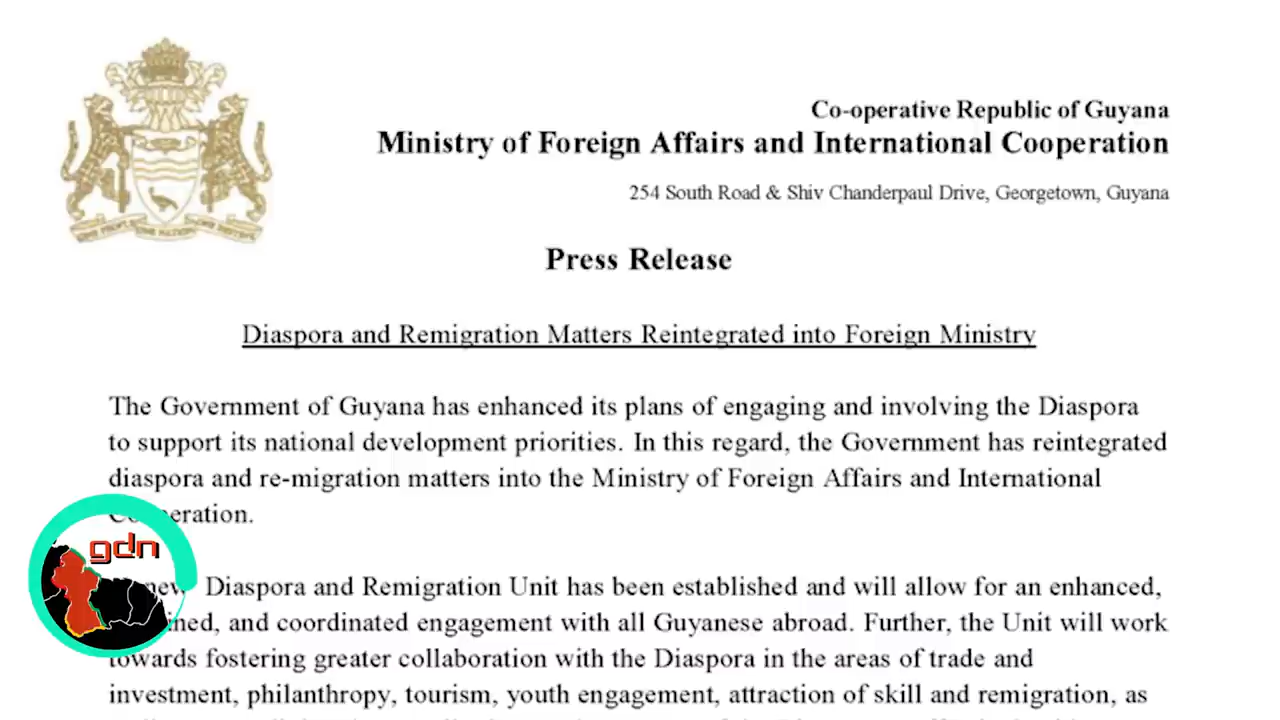 Co-operative Republic of Guyana
Ministry of Foreign Affairs and International Cooperation
254 South Road & Shiv Chanderpaul Drive, Georgetown, Guyana
Press Release
Diaspora and Remigration Matters Reintegrated into Foreign Ministry
The Government of Guyana has enhanced its plans of engaging and involving the Diaspora
to support its national development priorities. In this regard, the Government has reintegrated
diaspora and re-migration matters into the Ministry of Foreign Affairs and International
gdn
Diaspora and Remigration Unit has been established and will allow for an enhanced,
and coordinated engagement with all Guyanese abroad. Further, the Unit will work
towards fostering greater collaboration with the Diaspora in the areas of trade and
investment, philanthropy, tourism, youth engagement, attraction of skill and remigration, as